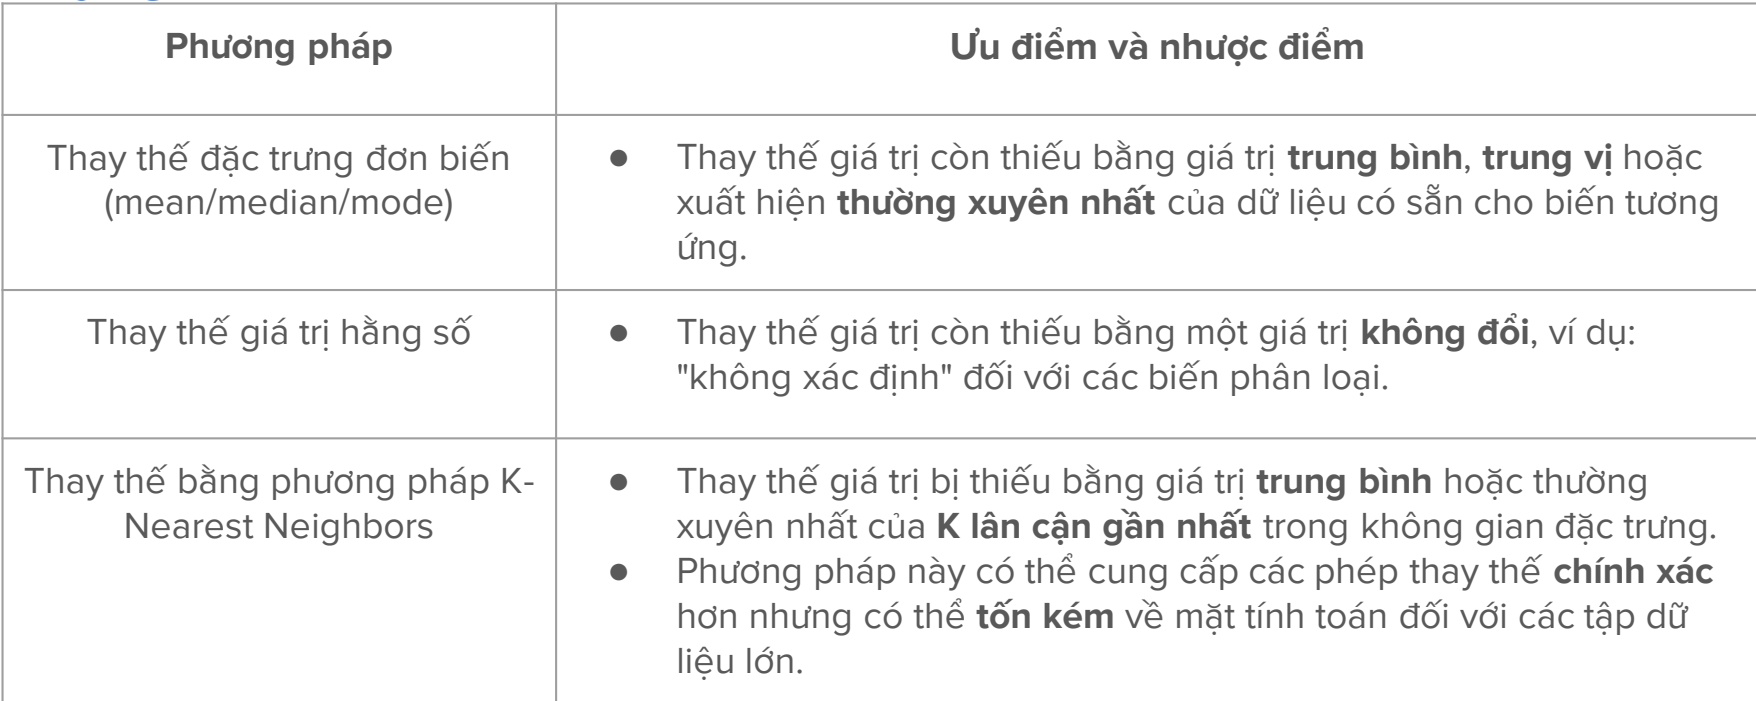 Phương pháp
Ưu điểm và nhược điểm
Thay thế đặc trưng đơn biến
(mean/median/mode)
● Thay thế giá trị còn thiếu bằng giá trị trung bình, trung vị hoặc
xuất hiện thường xuyên nhất của dữ liệu có sẵn cho biến tương
ứng.
Thay thế giá trị hằng số
● Thay thế giá trị còn thiếu bằng một giá trị không đổi, ví dụ:
"không xác định" đối với các biến phân loại.
Thay thế bằng phương pháp K-
Nearest Neighbors
● Thay thế giá trị bị thiếu bằng giá trị trung bình hoặc thường
xuyên nhất của K lân cận gần nhất trong không gian đặc trưng.
● Phương pháp này có thể cung cấp các phép thay thế chính xác
hơn nhưng có thể tốn kém về mặt tính toán đối với các tập dữ
liệu lớn.